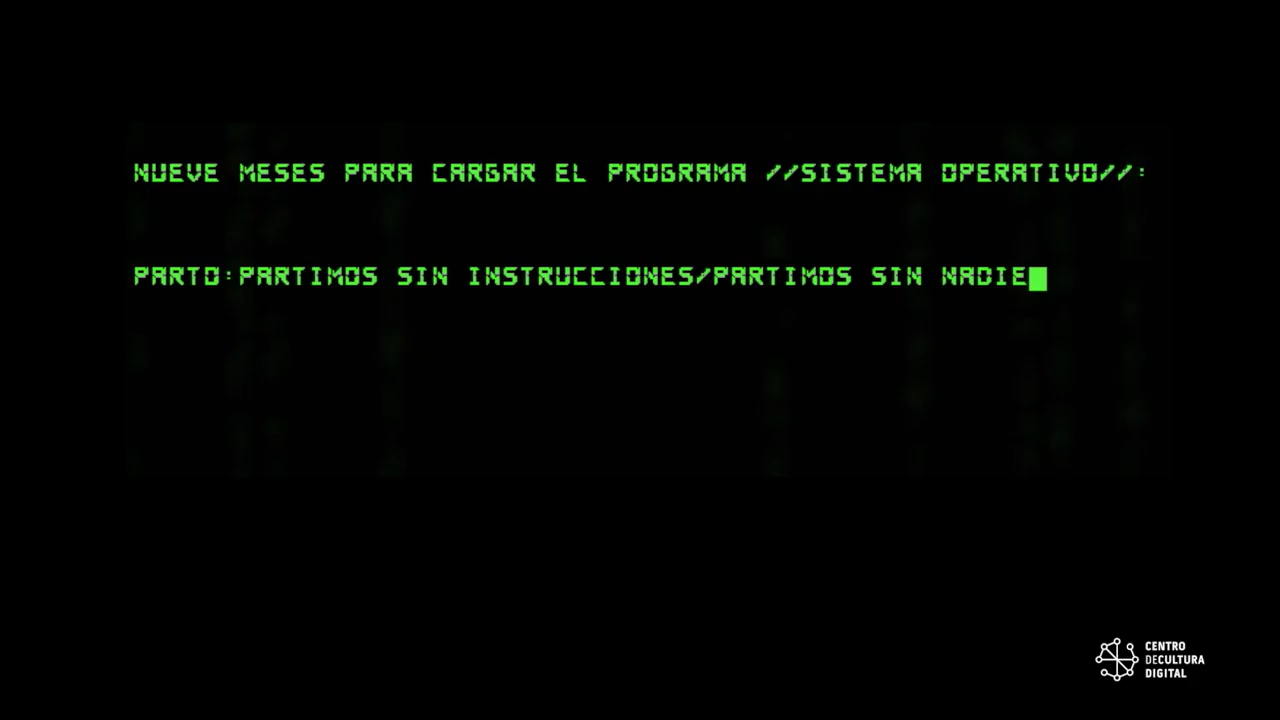 NUEVE MESES PARA CARGAR EL PROGRAMA //SISTEMA OPERATIVO//:
PARTO:PARTIMOS SIN INSTRUCCIONES/PARTIMOS SIN NADIE
CENTRO
DECULTURA
DIGITAL